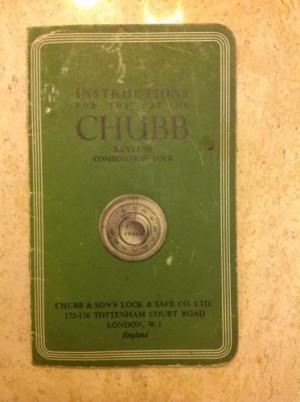 INSTRUCTIONS
FOR THE USE OF
CHUBB
KEYLESS
COMBINATION LOCK
CHUBB
CHUBB & SON'S LOCK & SAFE CO. LTD.
175-176 TOTTENHAM COURT ROAD
LONDON, W.1
England